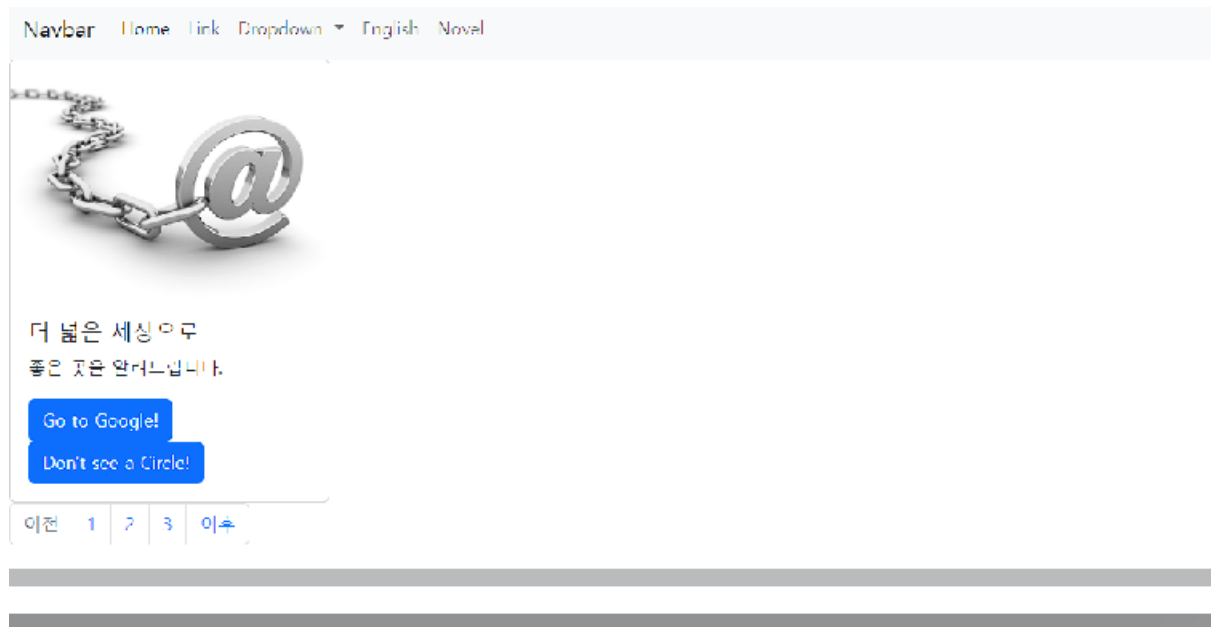 Navbar Home Link Dropdown English Novel
더 넓은 세상으로
좋은 곳을 알려드립니다.
Go to Google!
Don't see a Circle!
이전 1 2 3 이후